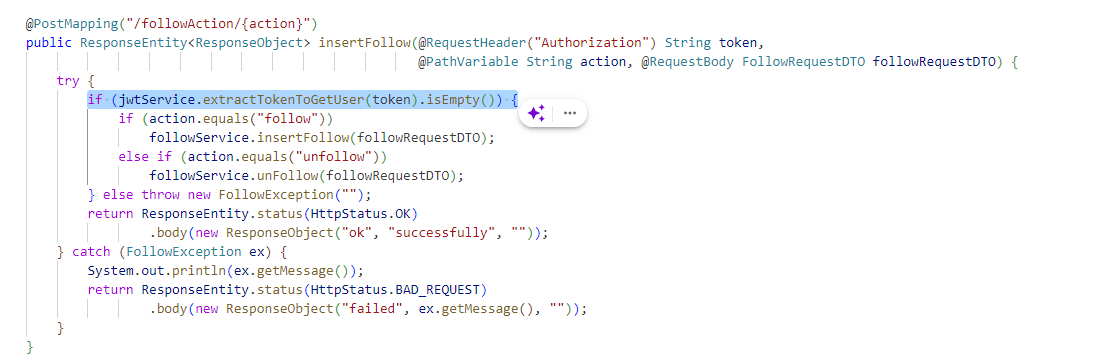 @PostMapping("/followAction/{action}")
public ResponseEntity<ResponseObject> insertFollow(@RequestHeader("Authorization") String token,
@PathVariable String action, @RequestBody FollowRequestDTO followRequestDTO) {
try {
if (jwtService.extractTokenToGetUser(token).isEmpty()) {
if (action.equals("follow"))
followService.insertFollow(followRequestDTO);
else if (action.equals("unfollow"))
followService.unFollow(followRequestDTO);
} else throw new FollowException("");
return ResponseEntity.status(HttpStatus.OK)
.body(new ResponseObject("ok", "successfully", ""));
} catch (FollowException ex) {
System.out.println(ex.getMessage());
return ResponseEntity.status(HttpStatus.BAD_REQUEST)
.body(new ResponseObject("failed", ex.getMessage(), ""));
}
}